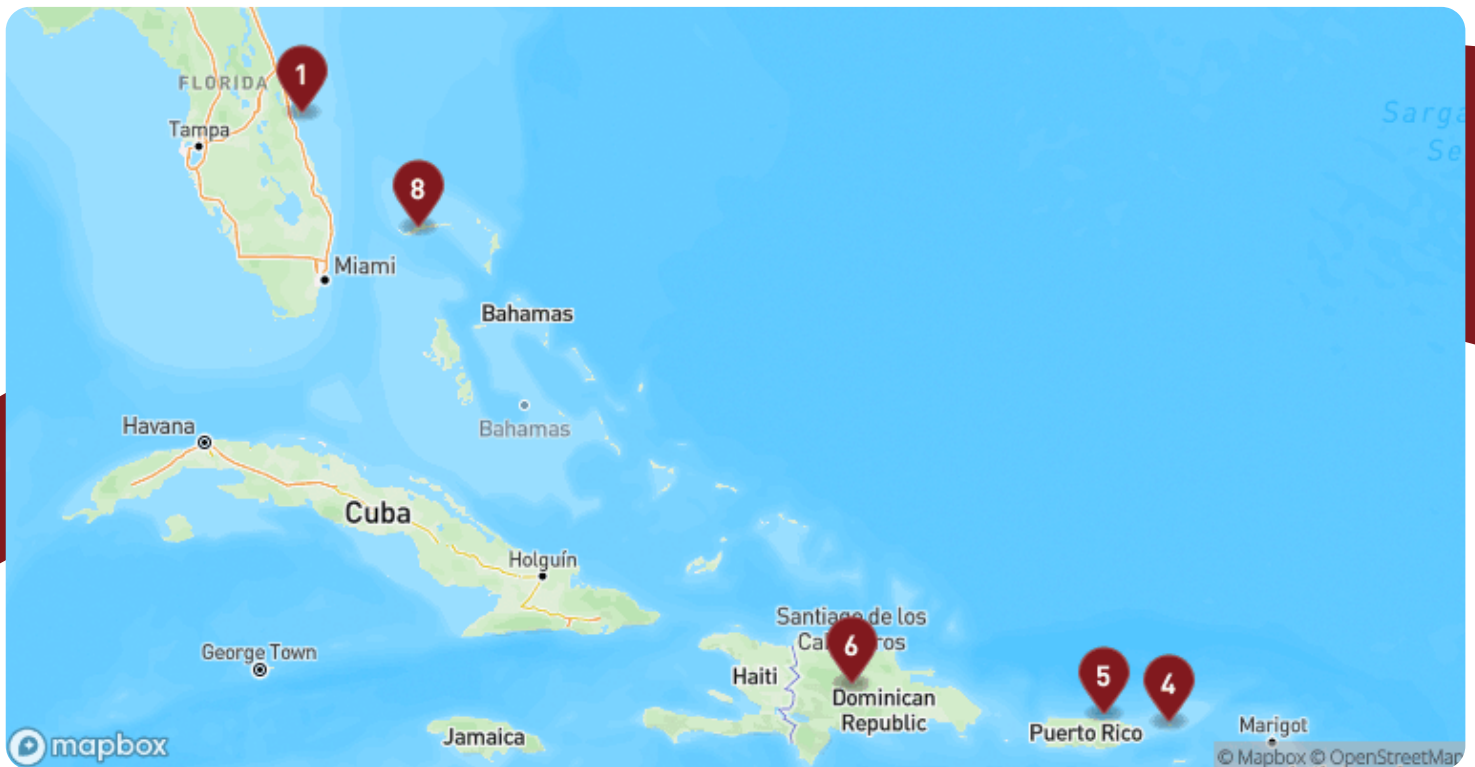 FLORIDA
1
Tampa
8
Miami
Bahamas
Bahamas
Havana
Cuba
Holguín
George Town
Jamaica
Haiti
Santiago de los
6
Dominican
Republic
5
4
Puerto Rico
Marigot
mapbox
© Mapbox © OpenStreetMap